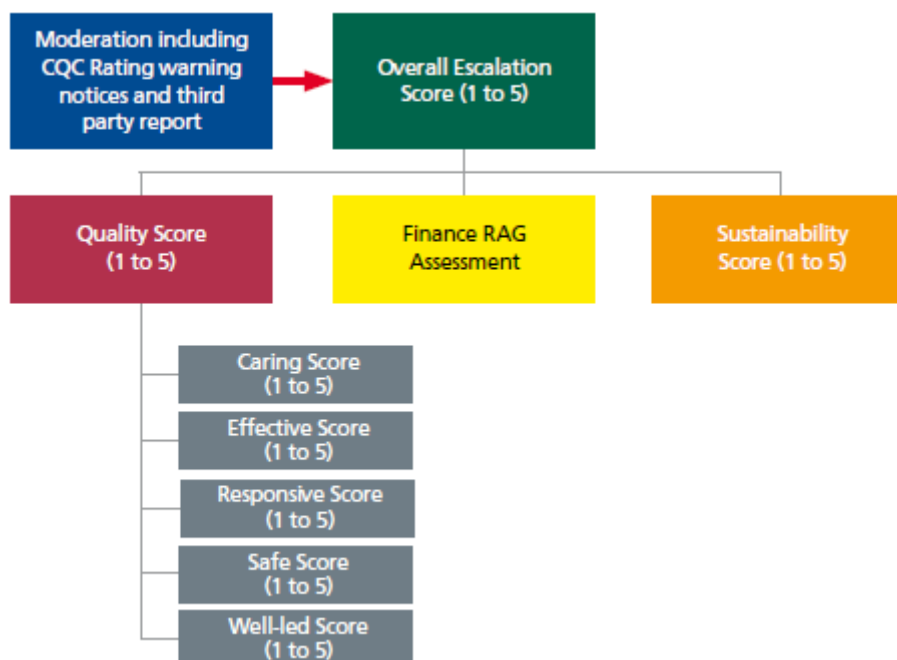 Moderation including
CQC Rating warning
notices and third
party report
Overall Escalation
Score (1 to 5)
Quality Score
(1 to 5)
Finance RAG
Assessment
Sustainability
Score (1 to 5)
Caring Score
(1 to 5)
Effective Score
(1 to 5)
Responsive Score
(1 to 5)
Safe Score
(1 to 5)
Well-led Score
(1 to 5)